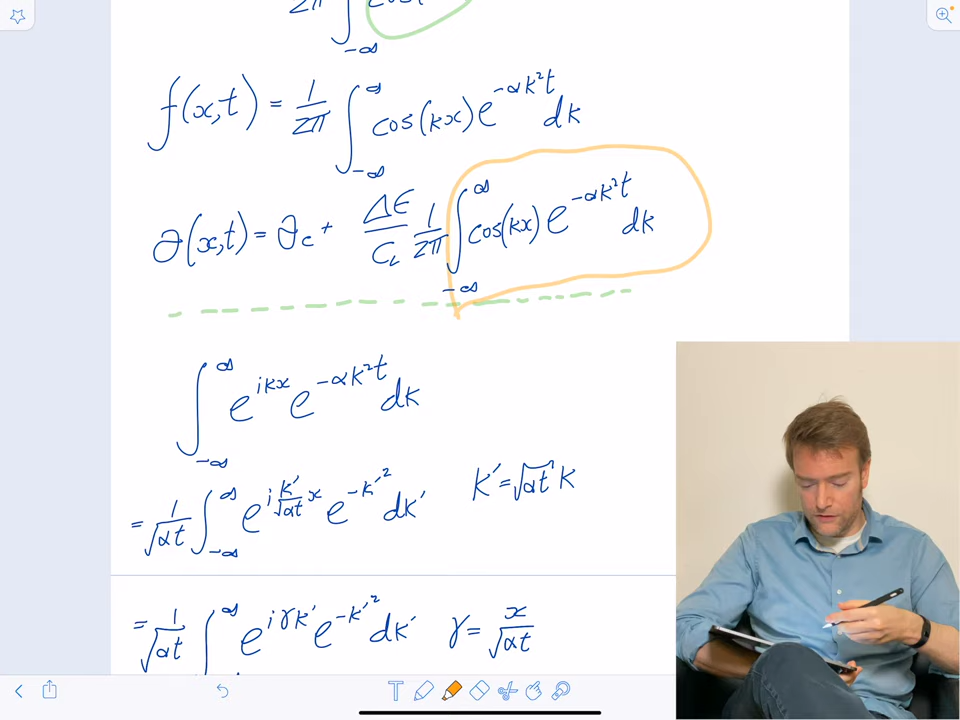 f(x,t) = 1/2π ∫_{-∞}^{∞} cos(kx) e^{-αk²t} dk
∂(x,t) = ∂_c + ΔE/C_L 1/2π ∫_{-∞}^{∞} cos(kx) e^{-αk²t} dk
∫_{-∞}^{∞} e^{ikx} e^{-αk²t} dk
= 1/√αt ∫_{-∞}^{∞} e^{i k'/√αt x} e^{-k'²} dk' k' = √αt k
= 1/√αt ∫^{∞} e^{iγk'} e^{-k'²} dk' γ = x/√αt
T